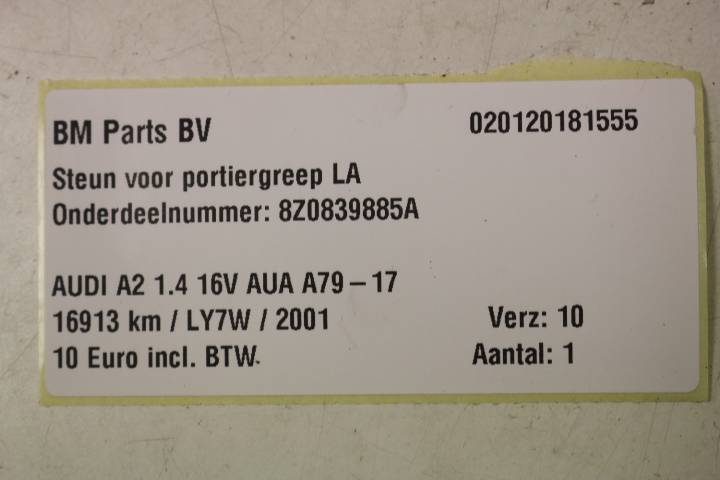 BM Parts BV 020120181555
Steun voor portiergreep LA
Onderdeelnummer: 8Z0839885A
AUDI A2 1.4 16V AUA A79 – 17
16913 km / LY7W / 2001 Verz: 10
10 Euro incl. BTW. Aantal: 1